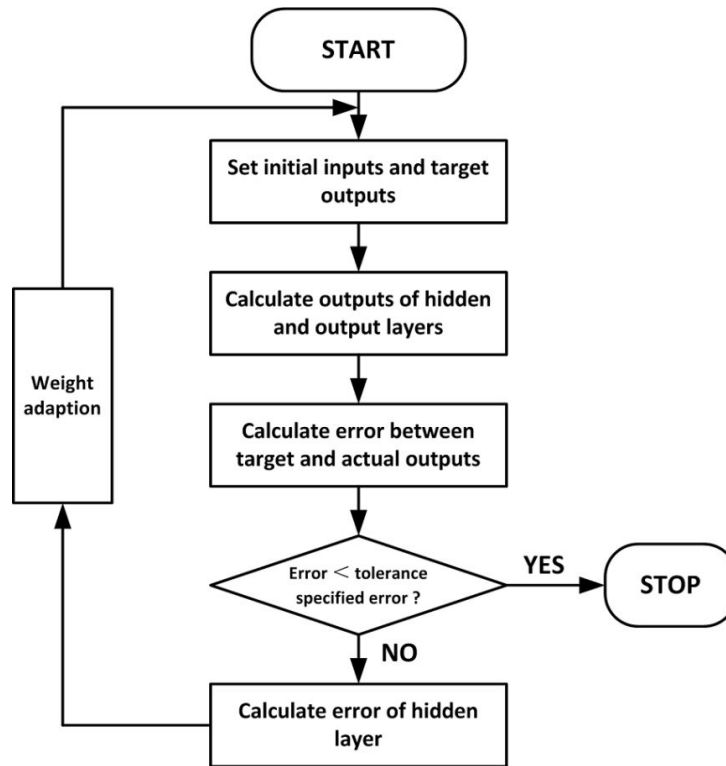 START
Set initial inputs and target
outputs
Calculate outputs of hidden
and output layers
Weight
adaption
Calculate error between
target and actual outputs
Error < tolerance
specified error ?
YES
STOP
NO
Calculate error of hidden
layer